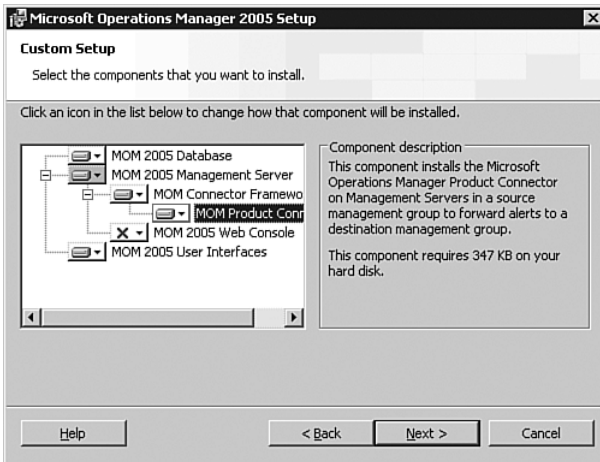 Microsoft Operations Manager 2005 Setup
Custom Setup
Select the components that you want to install.
Click an icon in the list below to change how that component will be installed.
MOM 2005 Database
MOM 2005 Management Server
MOM Connector Framewo
MOM Product Conr
MOM 2005 Web Console
MOM 2005 User Interfaces
Component description
This component installs the Microsoft
Operations Manager Product Connector
on Management Servers in a source
management group to forward alerts to a
destination management group.
This component requires 347 KB on your
hard disk.
Help
< Back
Next >
Cancel